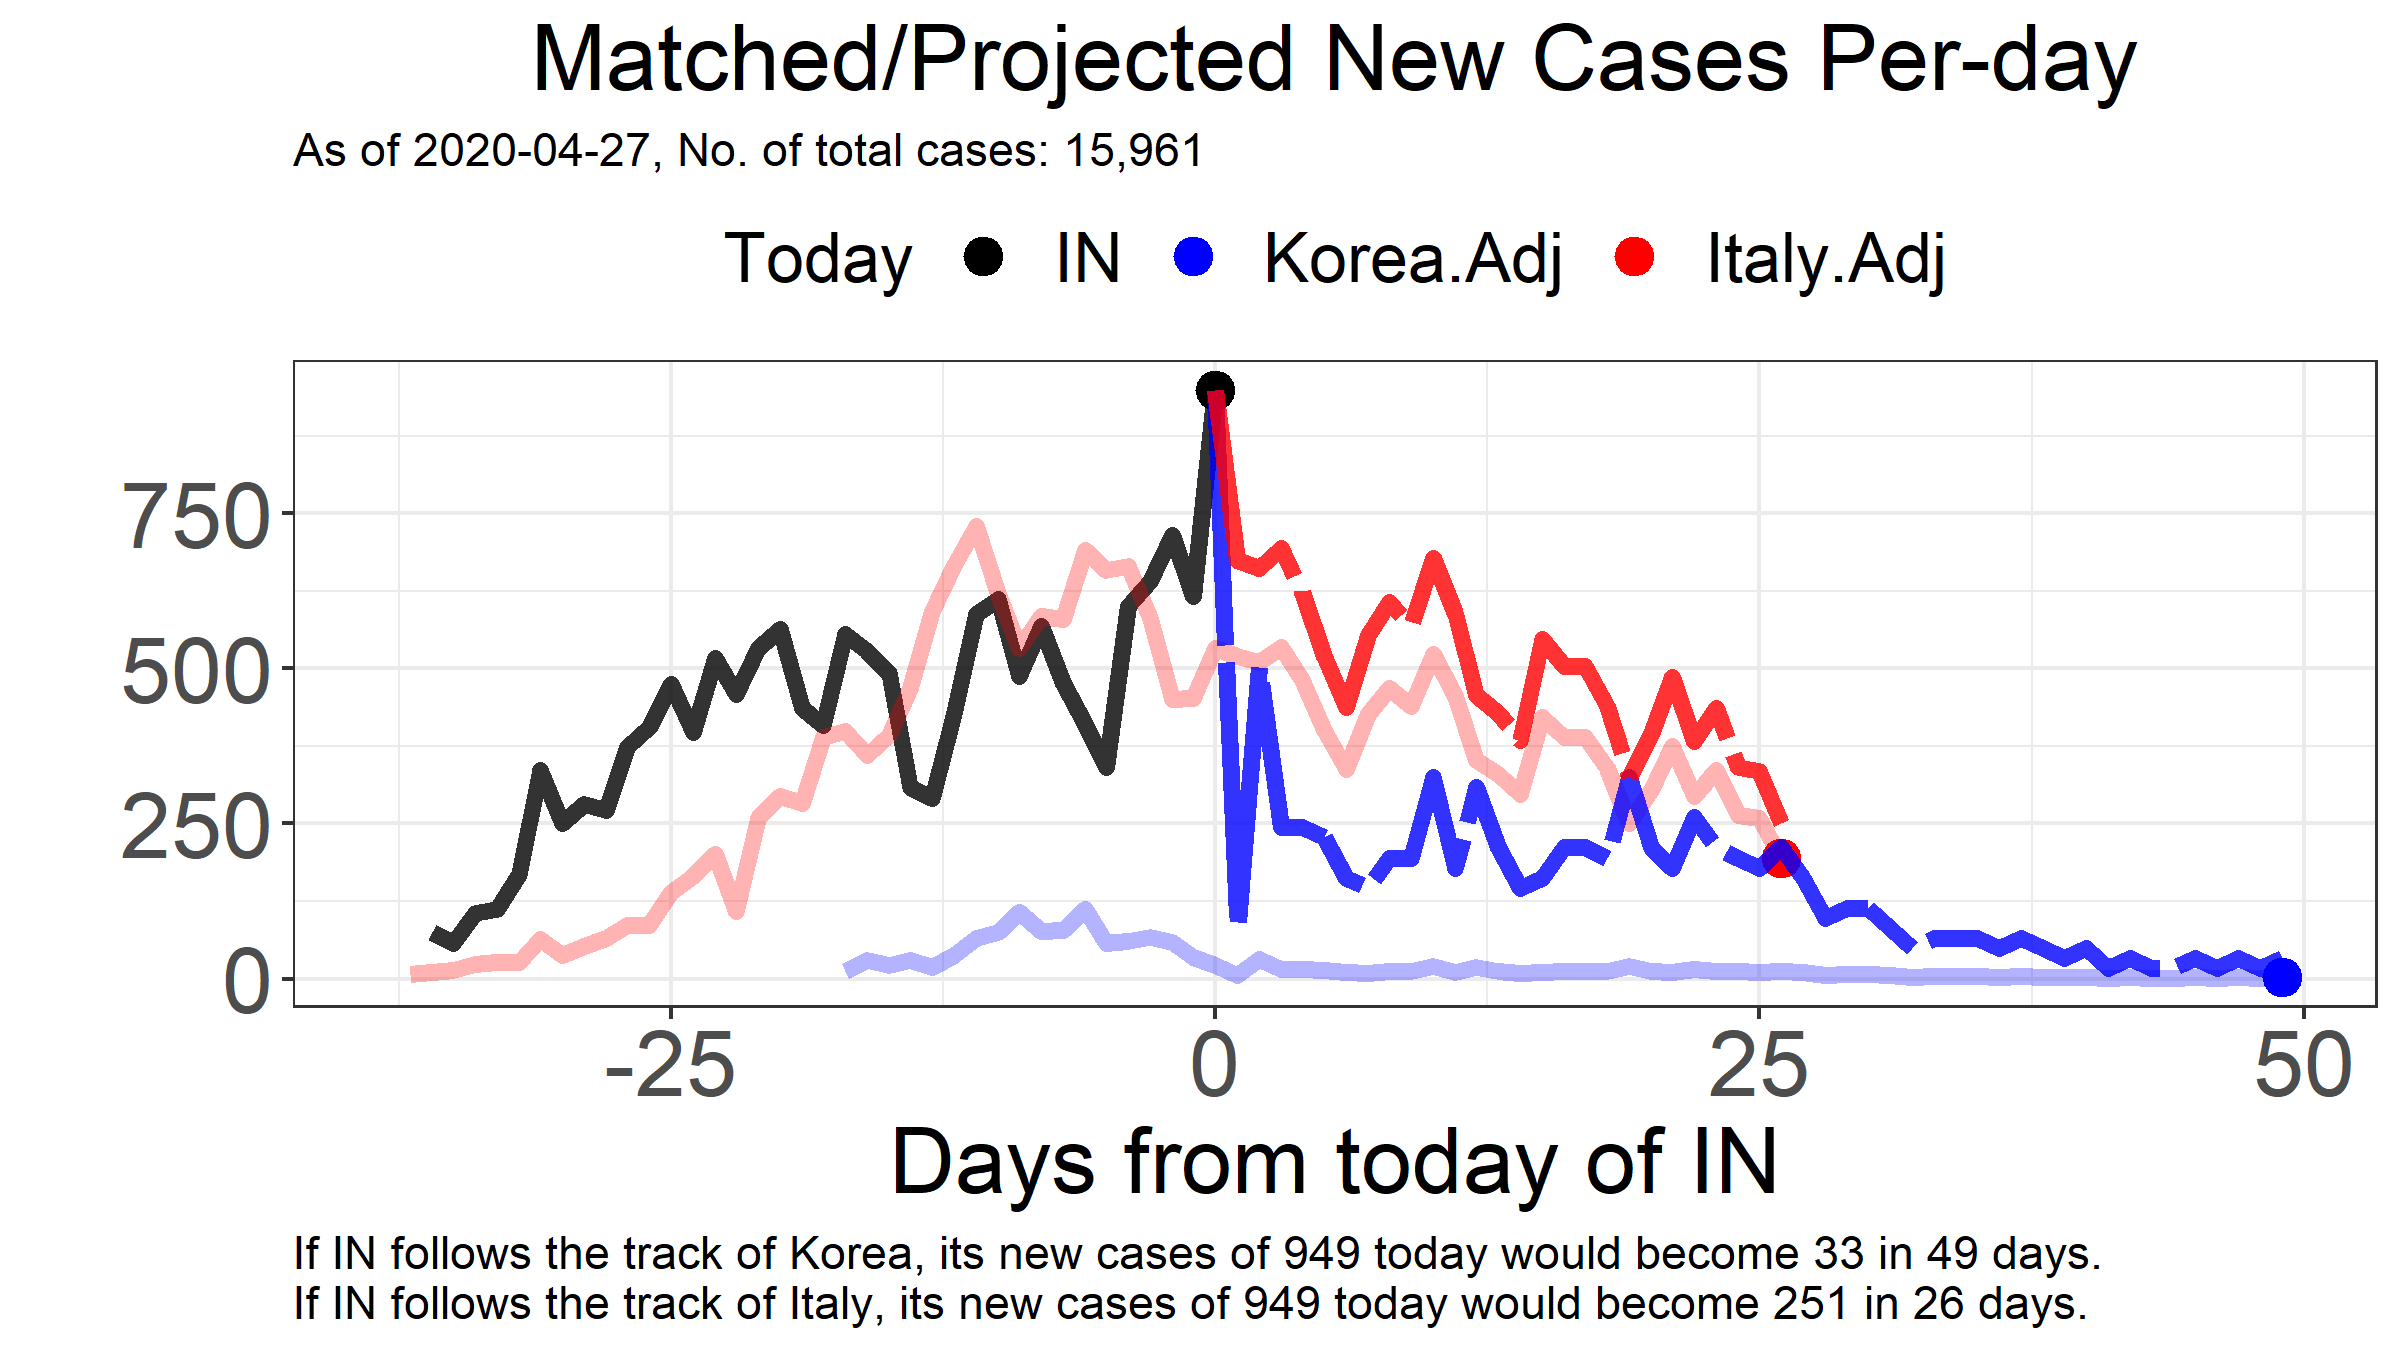 Matched/Projected New Cases Per-day
As of 2020-04-27, No. of total cases: 15,961
Today IN Korea.Adj Italy.Adj
750
500
250
0
-25 0 25 50
Days from today of IN
If IN follows the track of Korea, its new cases of 949 today would become 33 in 49 days.
If IN follows the track of Italy, its new cases of 949 today would become 251 in 26 days.